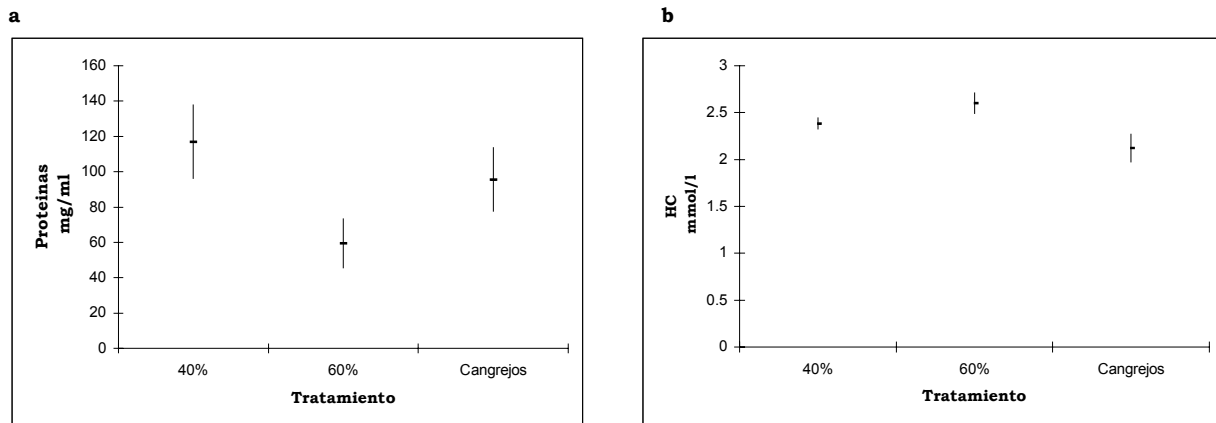 a
160
140
120
100
80
60
40
20
0
Proteinas
mg/ml
40%
60%
Cangrejos
Tratamiento
b
3
2.5
2
1.5
1
0.5
0
HC
mmol/l
40%
60%
Cangrejos
Tratamiento